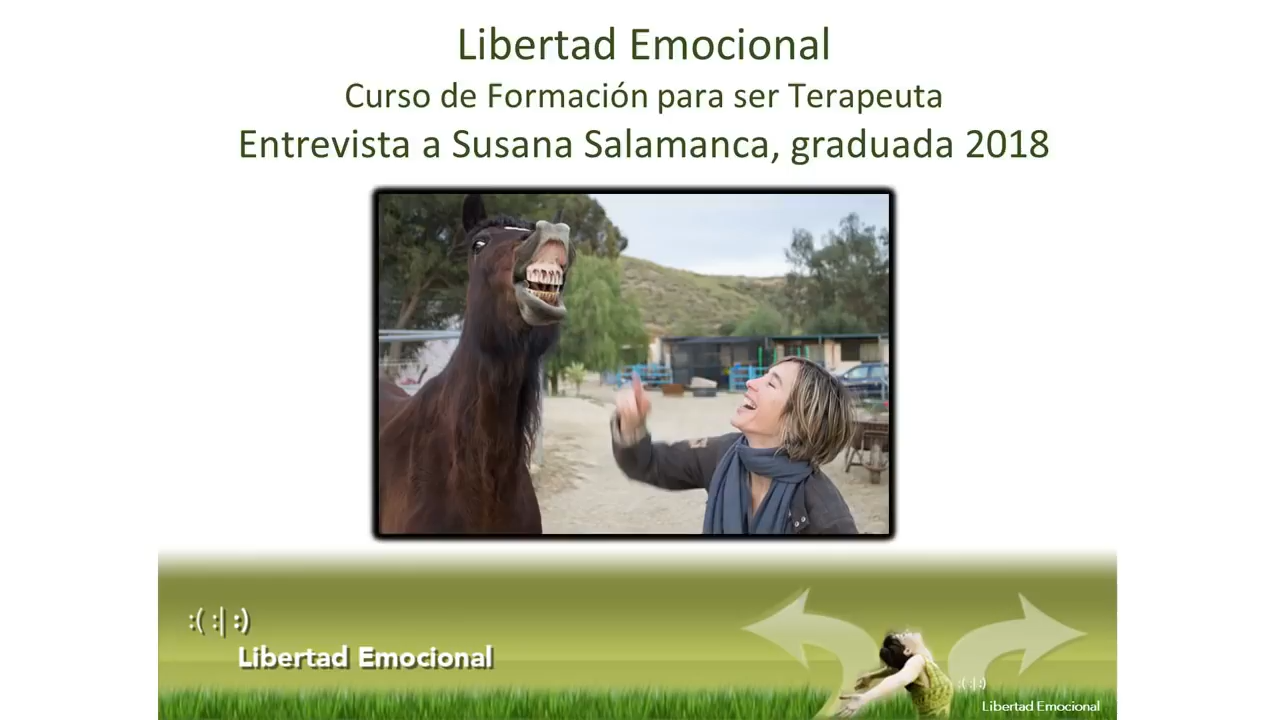 Libertad Emocional
Curso de Formación para ser Terapeuta
Entrevista a Susana Salamanca, graduada 2018
:( :| :)
Libertad Emocional
:( :| :)
Libertad Emocional